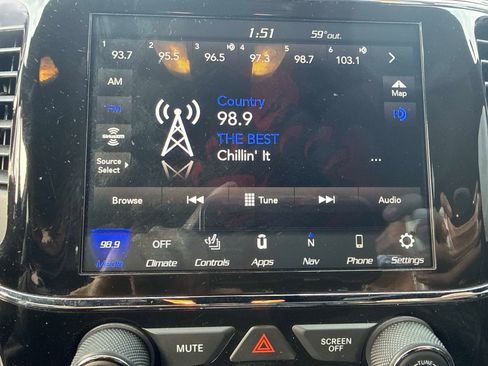 1:51 59°out.
1 93.7 2 95.5 3 96.5 4 97.3 5 98.7 6 103.1
AM
Country
Map
FM
98.9
SiriusXM
THE BEST
Chillin' It
Source
Select
...
Browse Tune Audio
98.9 OFF N
Media Climate Controls Apps Nav Phone Settings
MUTE
SCREEN
OFF
TUNE